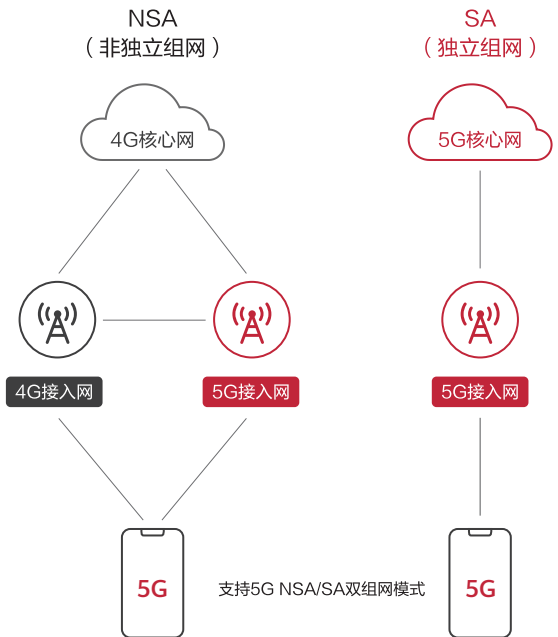 NSA
（非独立组网）
SA
（独立组网）
4G核心网
5G核心网
4G接入网
5G接入网
5G接入网
5G
支持5G NSA/SA双组网模式
5G